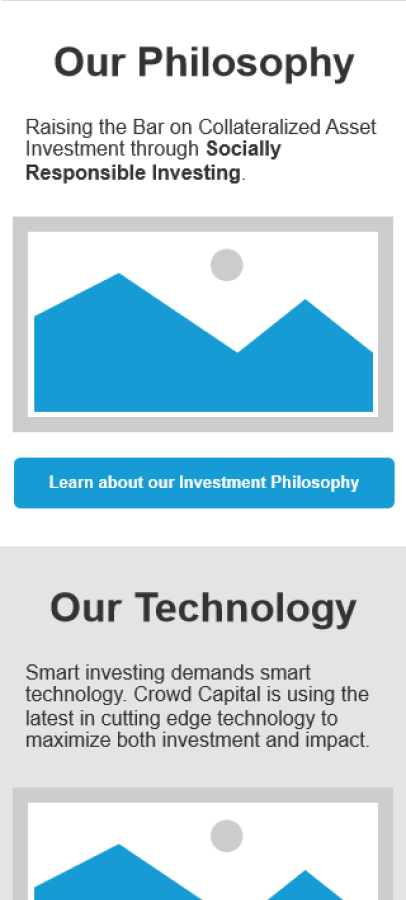 Our Philosophy
Raising the Bar on Collateralized Asset
Investment through Socially
Responsible Investing.
Learn about our Investment Philosophy
Our Technology
Smart investing demands smart
technology. Crowd Capital is using the
latest in cutting edge technology to
maximize both investment and impact.